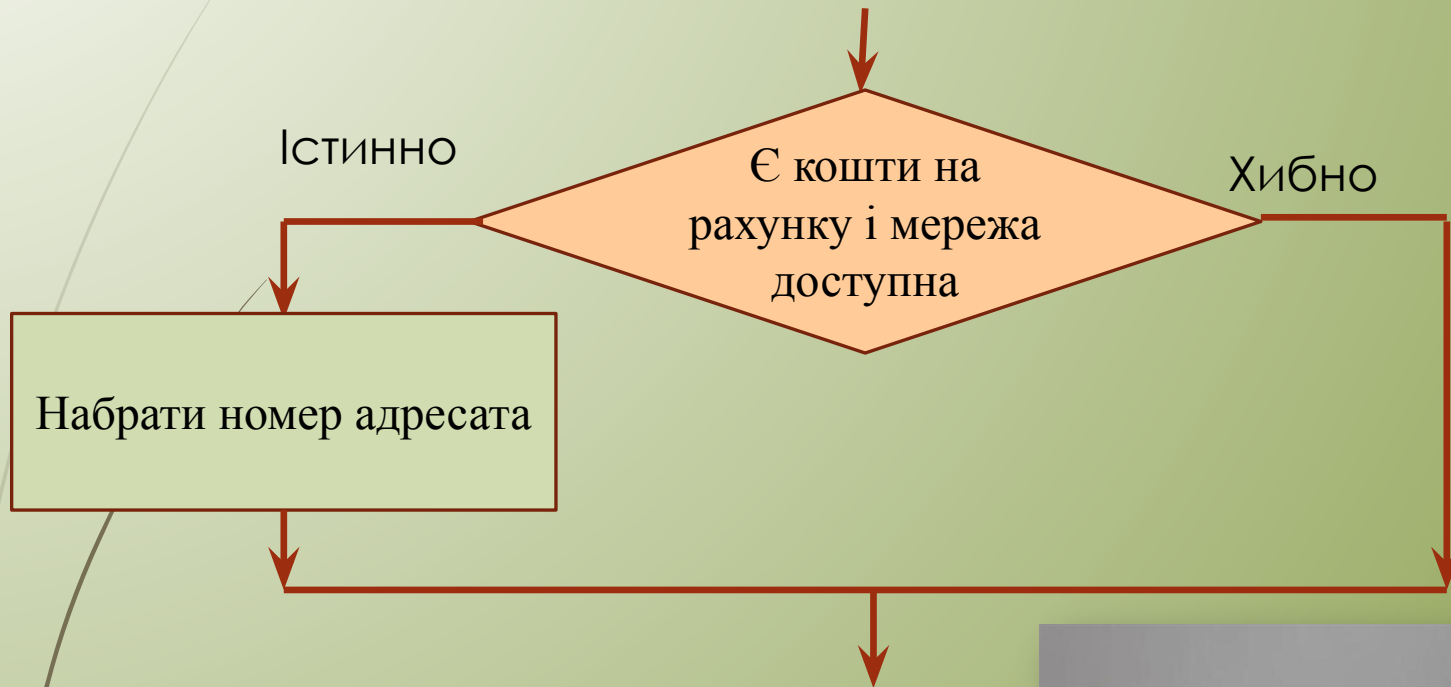 Істинно
Є кошти на
рахунку і мережа
доступна
Хибно
Набрати номер адресата